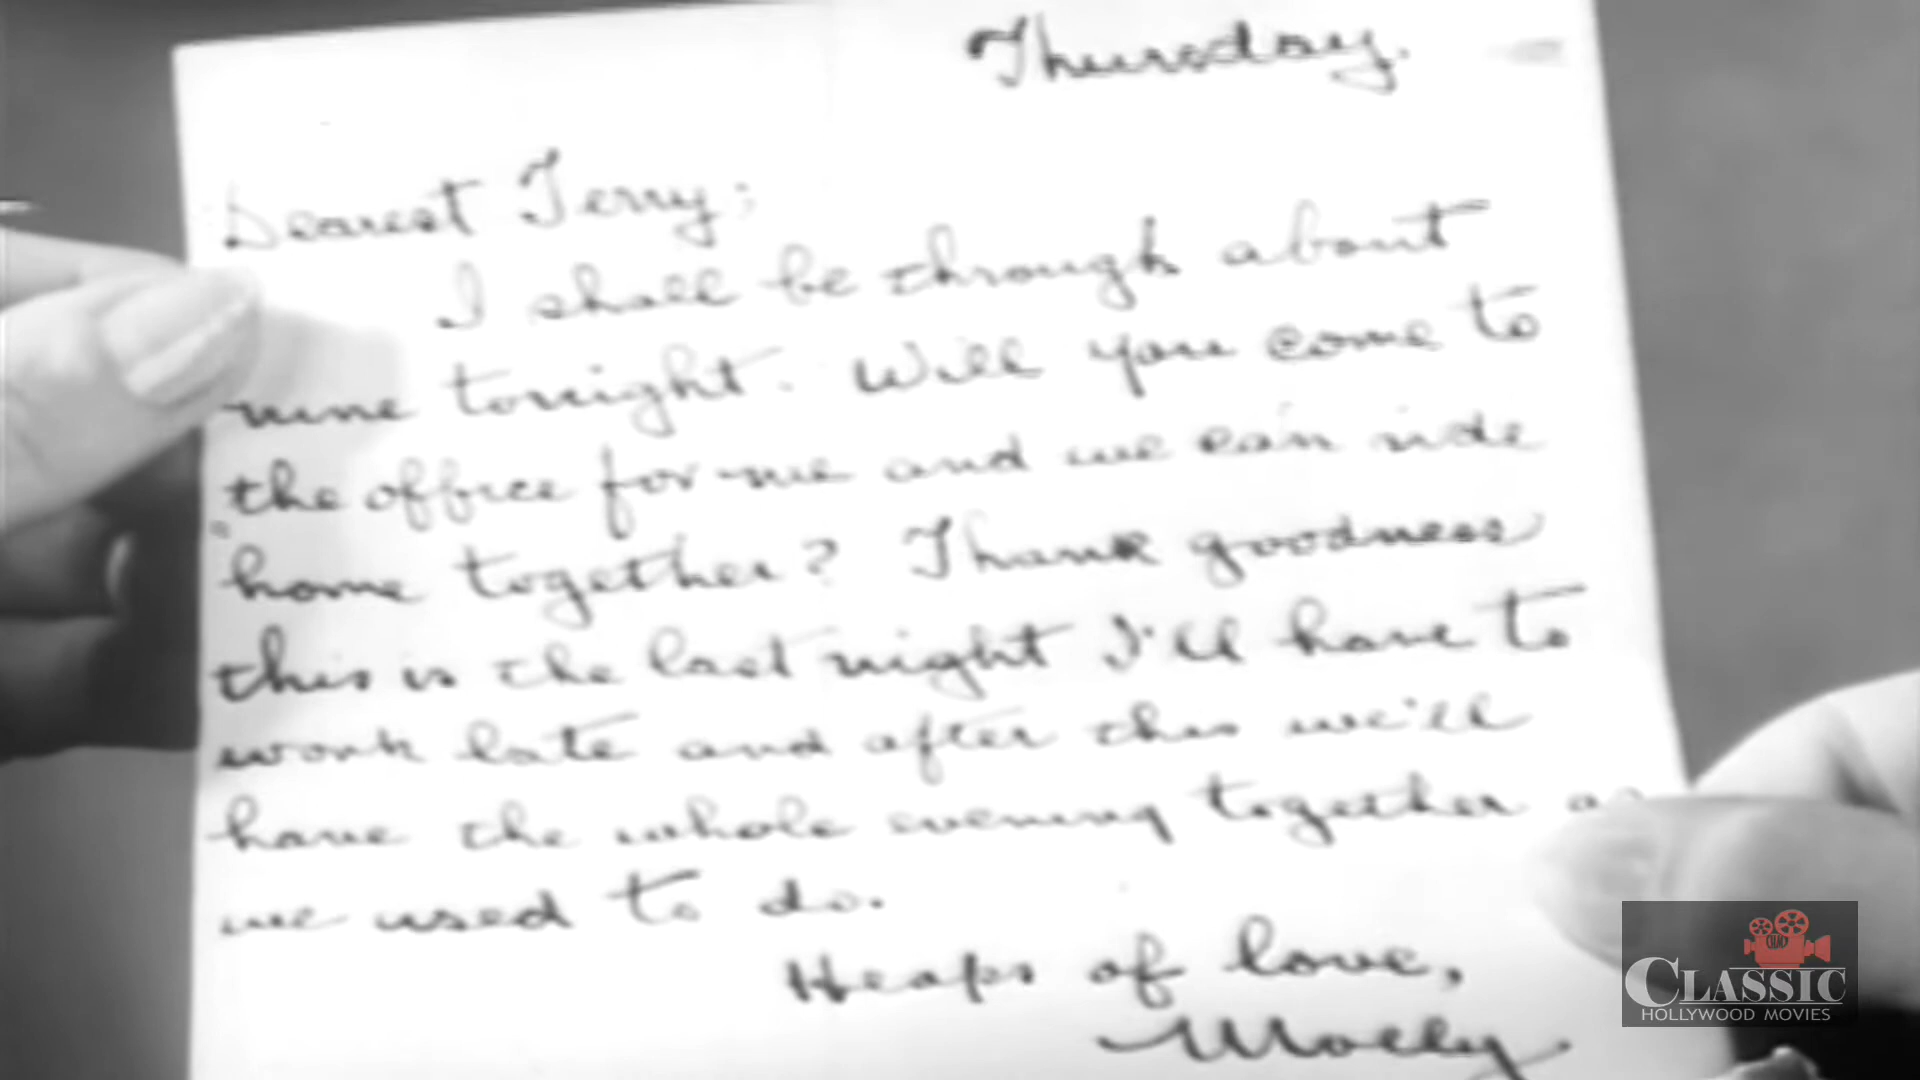 Thursday.
Dearest Terry;
I shall be through about
nine tonight. Will you come to
the office for me and we can ride
home together? Thank goodness
this is the last night I'll have to
work late and after this we'll
have the whole evening together as
we used to do.
Heaps of love,
Molly.
CHM
CLASSIC
HOLLYWOOD MOVIES